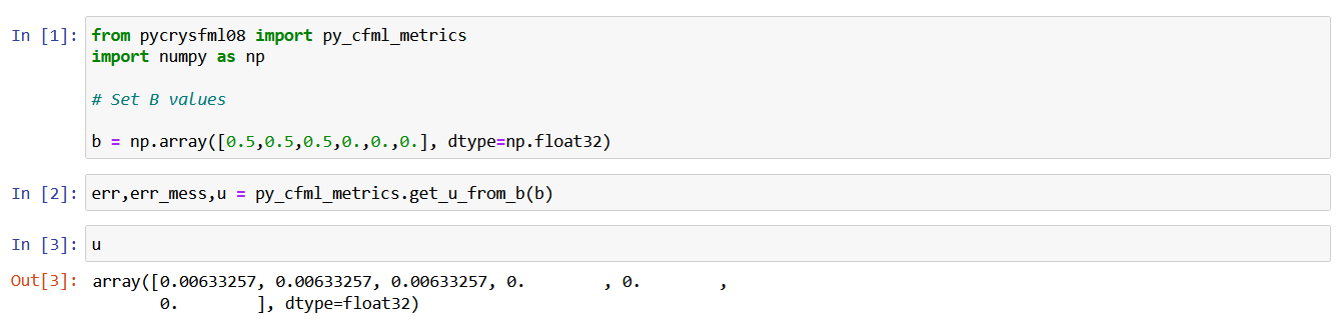 In [1]: from pycrysfml08 import py_cfml_metrics
import numpy as np
# Set B values
b = np.array([0.5,0.5,0.5,0.,0.,0.], dtype=np.float32)
In [2]: err,err_mess,u = py_cfml_metrics.get_u_from_b(b)
In [3]: u
Out[3]: array([0.00633257, 0.00633257, 0.00633257, 0.        , 0.        ,
       0.        ], dtype=float32)